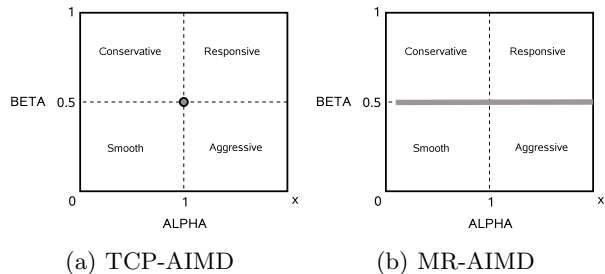 1
Conservative
Responsive
BETA
0.5
Smooth
Aggressive
0
1
x
ALPHA
(a) TCP-AIMD
1
Conservative
Responsive
BETA
0.5
Smooth
Aggressive
0
1
x
ALPHA
(b) MR-AIMD